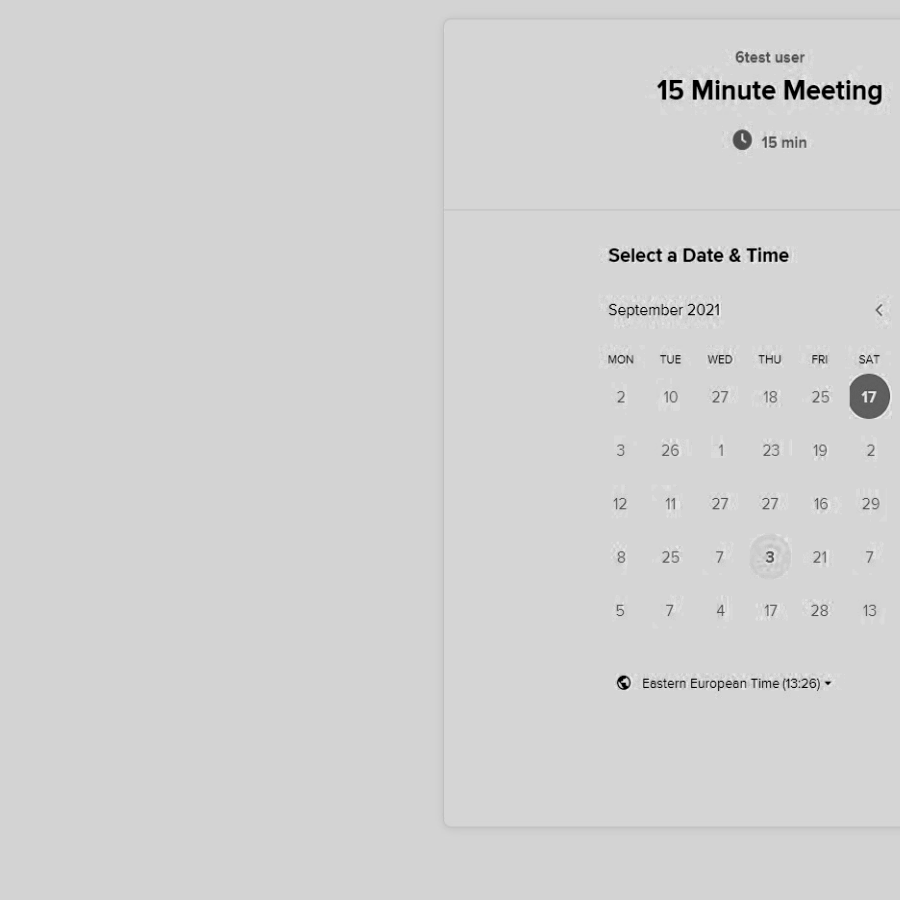 6test user
15 Minute Meeting
15 min
Select a Date & Time
September 2021
MON TUE WED THU FRI SAT
2 10 27 18 25 17
3 26 1 23 19 2
12 11 27 27 16 29
8 25 7 3 21 7
5 7 4 17 28 13
Eastern European Time (13:26)